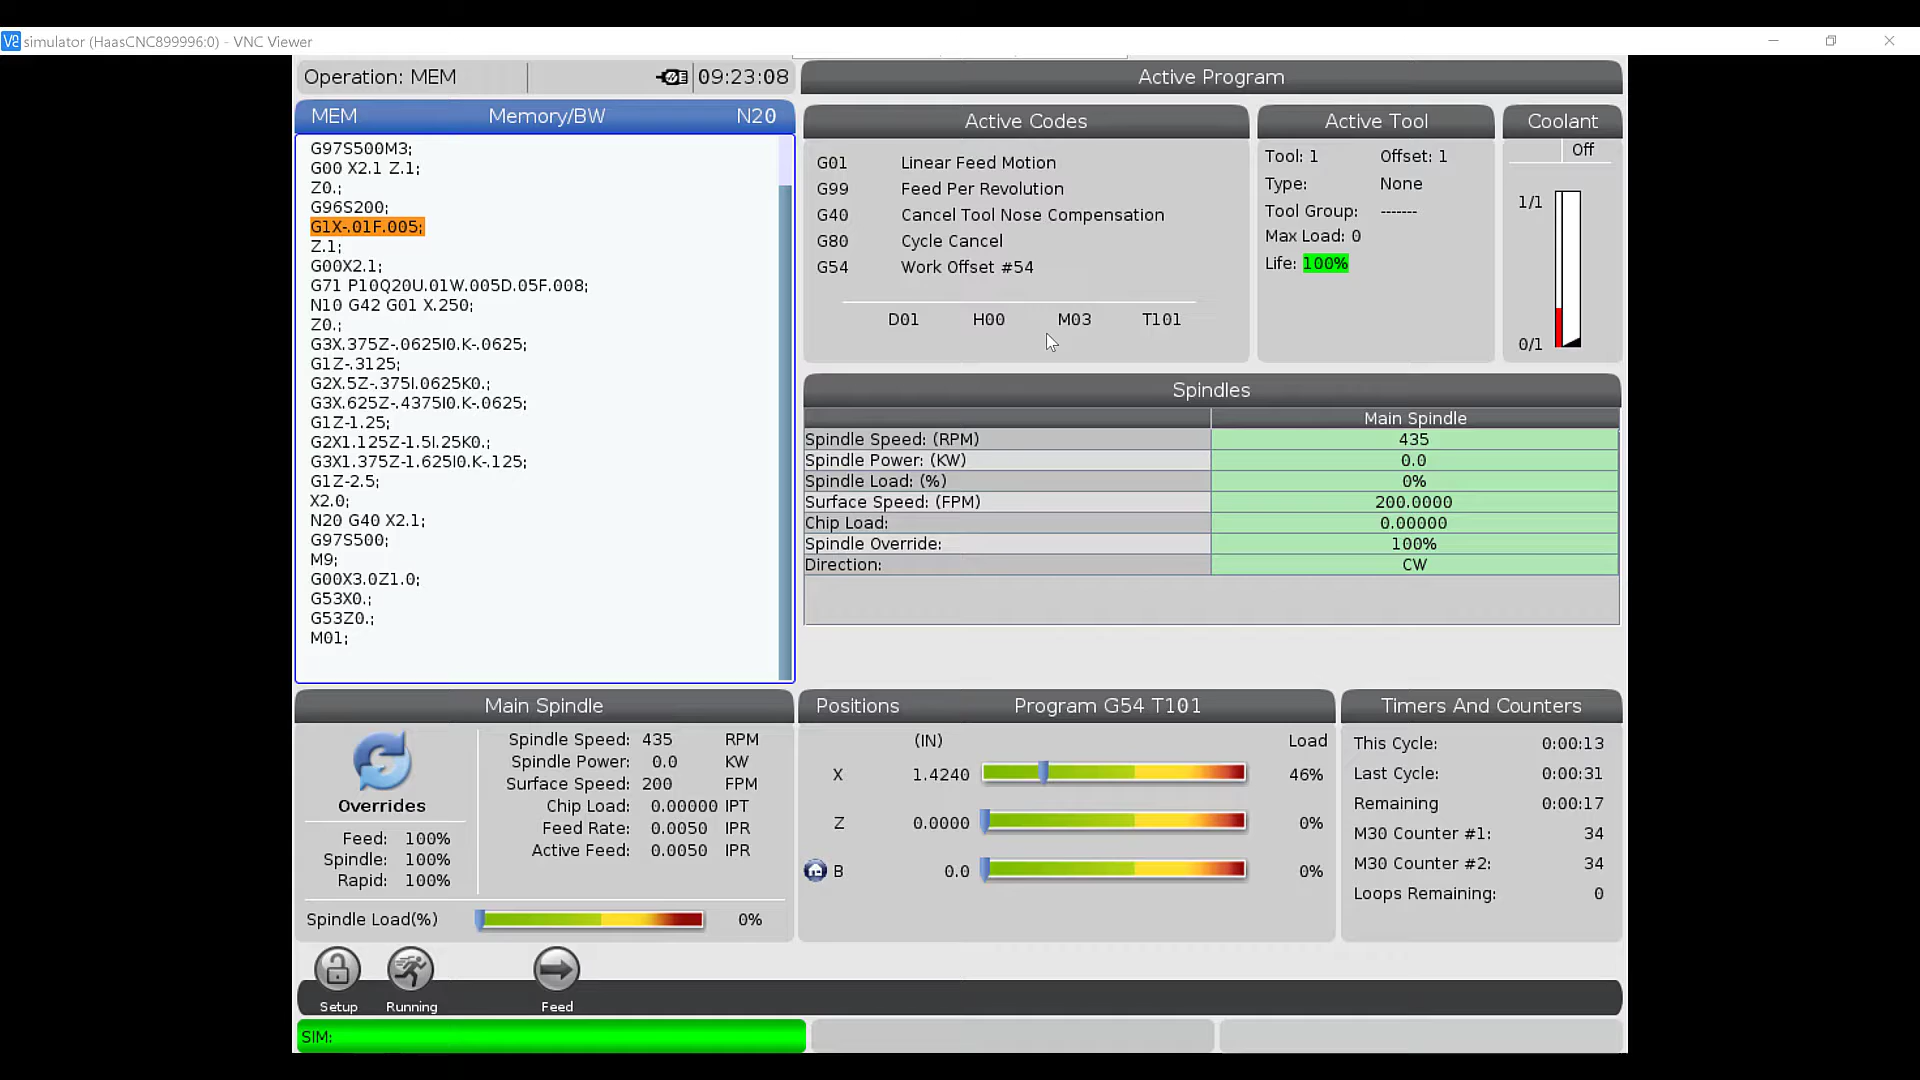 simulator (HaasCNC899996:0) - VNC Viewer
Operation: MEM
09:23:08
Active Program
MEM Memory/BW N20
G97S500M3;
G00 X2.1 Z.1;
Z0.;
G96S200;
G1X-.01F.005;
Z.1;
G00X2.1;
G71 P10Q20U.01W.005D.05F.008;
N10 G42 G01 X.250;
Z0.;
G3X.375Z-.0625I0.K-.0625;
G1Z-.3125;
G2X.5Z-.375I.0625K0.;
G3X.625Z-.4375I0.K-.0625;
G1Z-1.25;
G2X1.125Z-1.5I.25K0.;
G3X1.375Z-1.625I0.K-.125;
G1Z-2.5;
X2.0;
N20 G40 X2.1;
G97S500;
M9;
G00X3.0Z1.0;
G53X0.;
G53Z0.;
M01;
Active Codes
G01 Linear Feed Motion
G99 Feed Per Revolution
G40 Cancel Tool Nose Compensation
G80 Cycle Cancel
G54 Work Offset #54
D01 H00 M03 T101
Active Tool
Tool: 1 Offset: 1
Type: None
Tool Group: -------
Max Load: 0
Life: 100%
Coolant
Off
1/1
0/1
Spindles
Main Spindle
Spindle Speed: (RPM) 435
Spindle Power: (KW) 0.0
Spindle Load: (%) 0%
Surface Speed: (FPM) 200.0000
Chip Load: 0.00000
Spindle Override: 100%
Direction: CW
Main Spindle
Overrides
Feed: 100%
Spindle: 100%
Rapid: 100%
Spindle Speed: 435 RPM
Spindle Power: 0.0 KW
Surface Speed: 200 FPM
Chip Load: 0.00000 IPT
Feed Rate: 0.0050 IPR
Active Feed: 0.0050 IPR
Spindle Load(%) 0%
Positions Program G54 T101
(IN) Load
X 1.4240 46%
Z 0.0000 0%
B 0.0 0%
Timers And Counters
This Cycle: 0:00:13
Last Cycle: 0:00:31
Remaining 0:00:17
M30 Counter #1: 34
M30 Counter #2: 34
Loops Remaining: 0
Setup Running Feed
SIM: